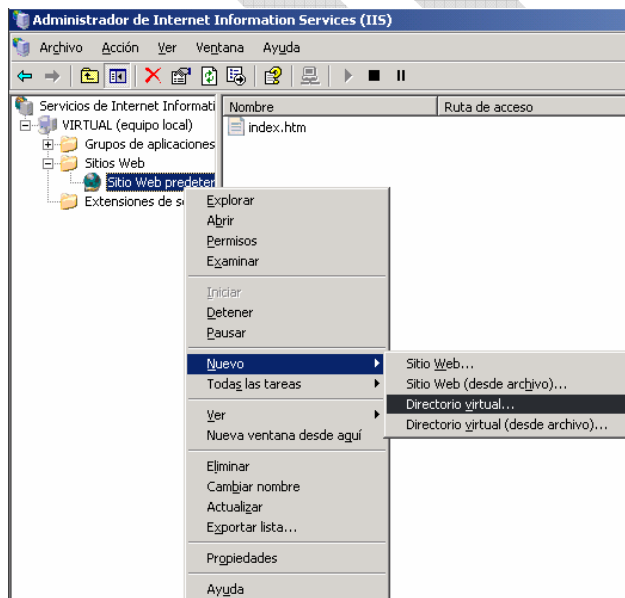 Administrador de Internet Information Services (IIS)
Archivo Acción Ver Ventana Ayuda
Servicios de Internet Informati
Nombre Ruta de acceso
VIRTUAL (equipo local)
index.htm
Grupos de aplicaciones
Sitios Web
Sitio Web predeter
Extensiones de s
Explorar
Abrir
Permisos
Examinar
Iniciar
Detener
Pausar
Nuevo
Todas las tareas
Ver
Nueva ventana desde aquí
Eliminar
Cambiar nombre
Actualizar
Exportar lista...
Propiedades
Ayuda
Sitio Web...
Sitio Web (desde archivo)...
Directorio virtual...
Directorio virtual (desde archivo)...